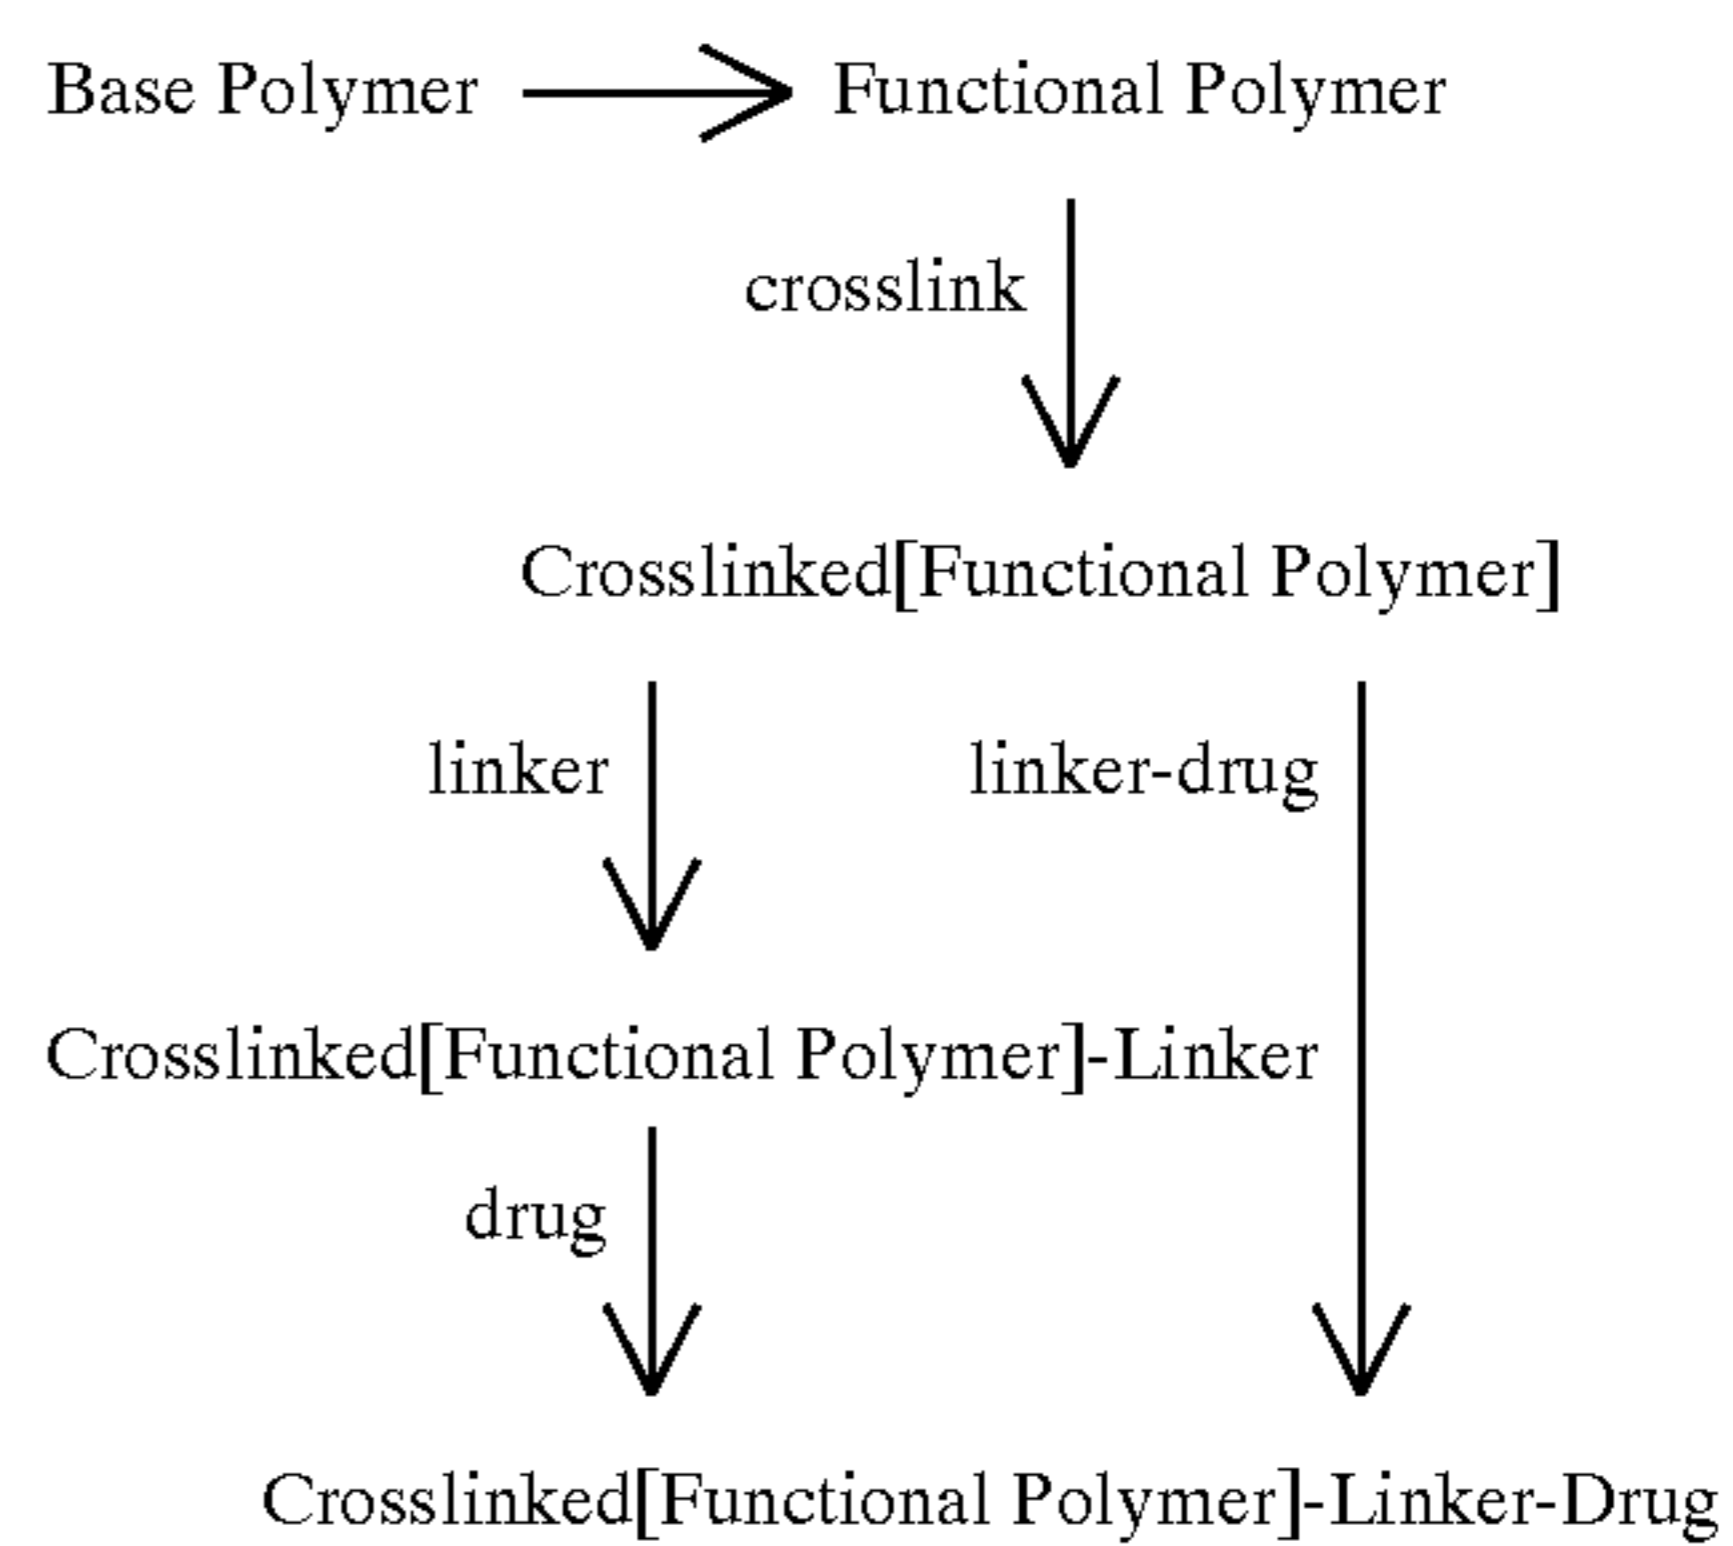 Base Polymer Functional Polymer
crosslink
Crosslinked[Functional Polymer]
linker linker-drug
Crosslinked[Functional Polymer]-Linker
drug
Crosslinked[Functional Polymer]-Linker-Drug